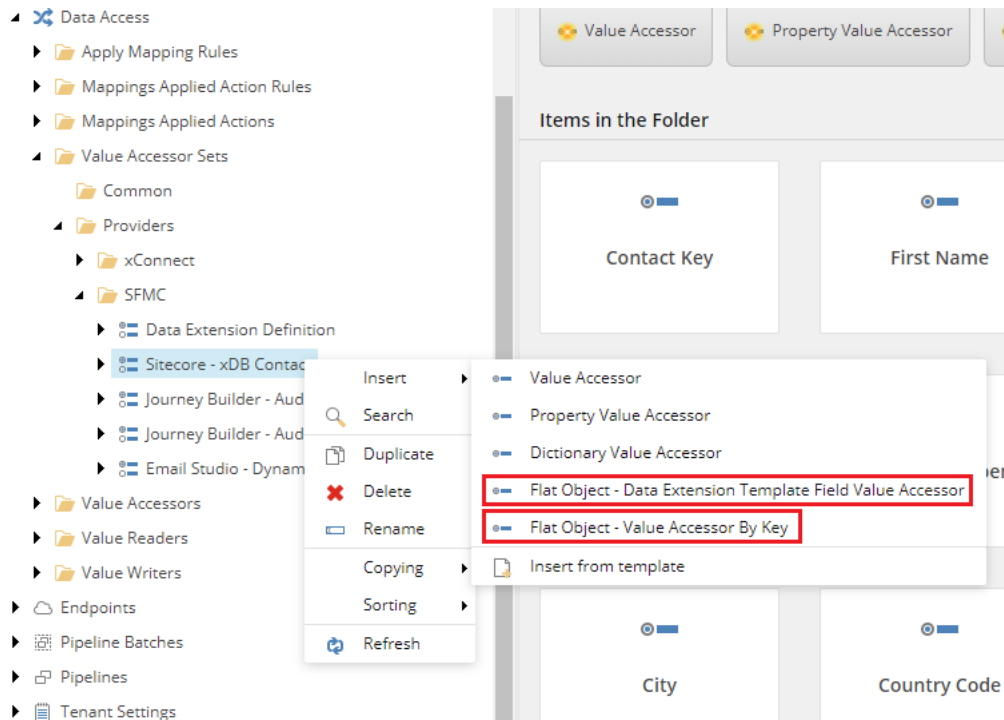 Data Access
Apply Mapping Rules
Mappings Applied Action Rules
Mappings Applied Actions
Value Accessor Sets
Common
Providers
xConnect
SFMC
Data Extension Definition
Sitecore - xDB Contac
Journey Builder - Aud
Journey Builder - Aud
Email Studio - Dynam
Value Accessors
Value Readers
Value Writers
Endpoints
Pipeline Batches
Pipelines
Tenant Settings
Insert
Search
Duplicate
Delete
Rename
Copying
Sorting
Refresh
Value Accessor
Property Value Accessor
Dictionary Value Accessor
Flat Object - Data Extension Template Field Value Accessor
Flat Object - Value Accessor By Key
Insert from template
Value Accessor
Property Value Accessor
Items in the Folder
Contact Key
First Name
City
Country Code